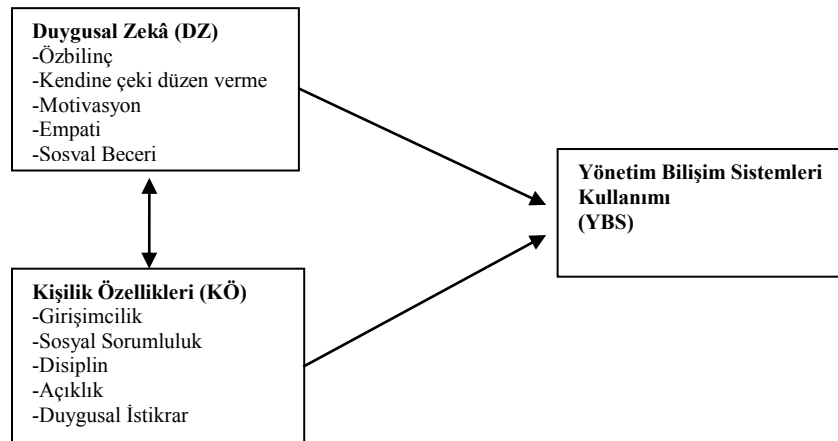 Duygusal Zekâ (DZ)
-Özbilinç
-Kendine çeki düzen verme
-Motivasyon
-Empati
-Sosval Beceri
Yönetim Bilişim Sistemleri
Kullanımı
(YBS)
Kişilik Özellikleri (KÖ)
-Girişimcilik
-Sosyal Sorumluluk
-Disiplin
-Açıklık
-Duygusal İstikrar